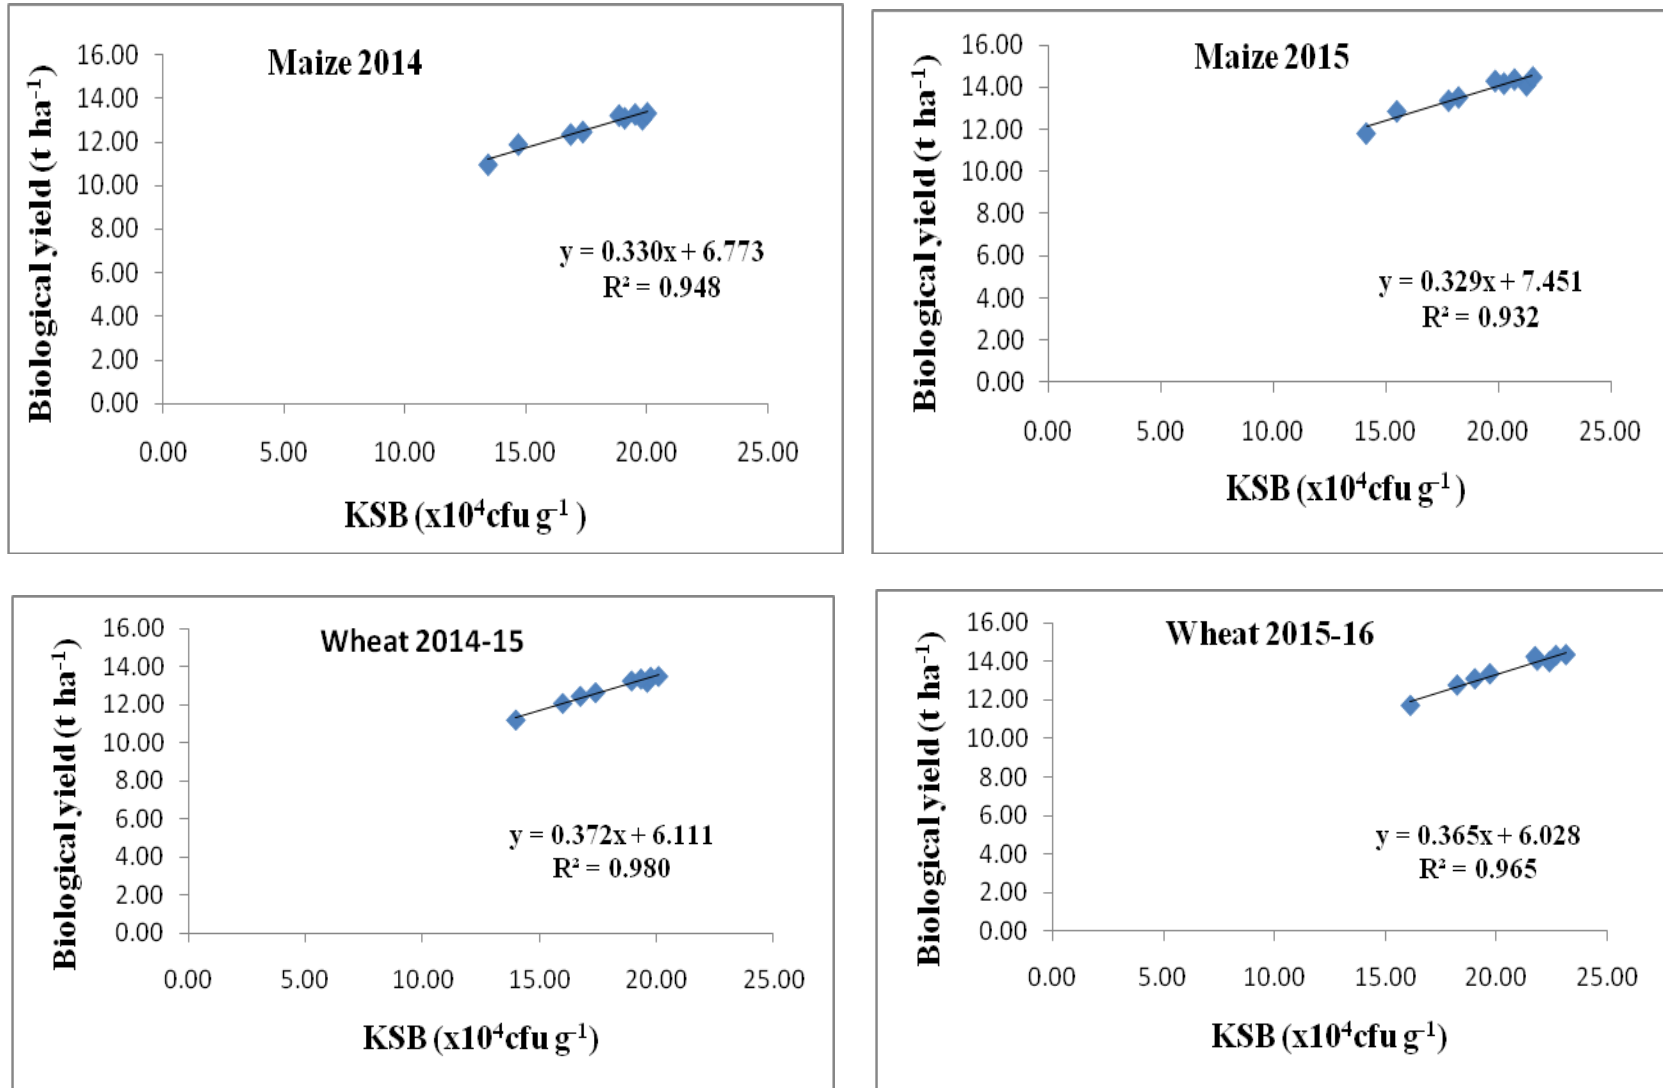 Maize 2014
Biological yield (t ha⁻¹)
16.00
14.00
12.00
10.00
8.00
6.00
4.00
2.00
0.00
y = 0.330x + 6.773
R² = 0.948
0.00 5.00 10.00 15.00 20.00 25.00
KSB (x10⁴cfu g⁻¹ )
Maize 2015
Biological yield (t ha⁻¹)
16.00
14.00
12.00
10.00
8.00
6.00
4.00
2.00
0.00
y = 0.329x + 7.451
R² = 0.932
0.00 5.00 10.00 15.00 20.00 25.00
KSB (x10⁴cfu g⁻¹)
Wheat 2014-15
Biological yield (t ha⁻¹)
16.00
14.00
12.00
10.00
8.00
6.00
4.00
2.00
0.00
y = 0.372x + 6.111
R² = 0.980
0.00 5.00 10.00 15.00 20.00 25.00
KSB (x10⁴cfu g⁻¹)
Wheat 2015-16
Biological yield (t ha⁻¹)
16.00
14.00
12.00
10.00
8.00
6.00
4.00
2.00
0.00
y = 0.365x + 6.028
R² = 0.965
0.00 5.00 10.00 15.00 20.00 25.00
KSB (x10⁴cfu g⁻¹)